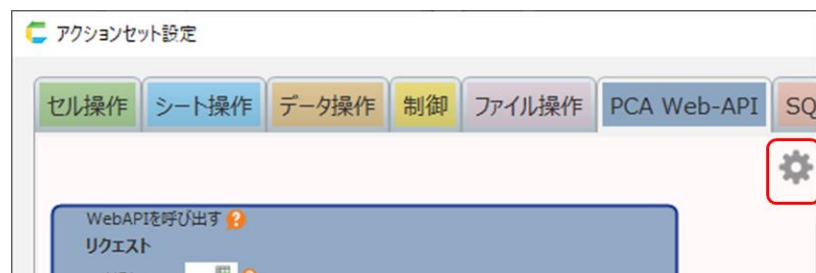 アクションセット設定
セル操作 シート操作 データ操作 制御 ファイル操作 PCA Web-API SQ
WebAPIを呼び出す ?
リクエスト